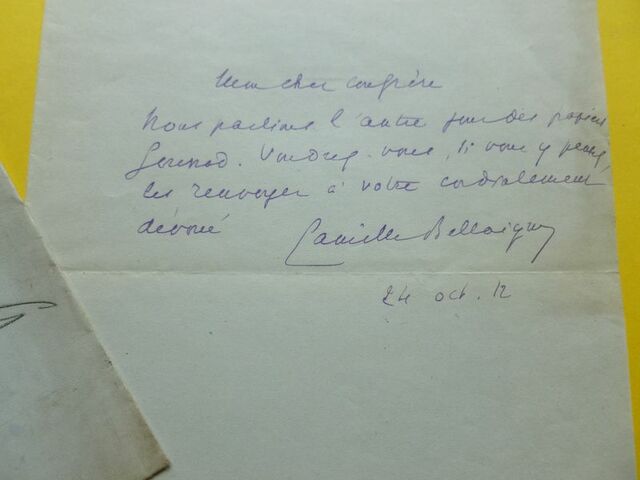 Mon cher confrère
Nous parlions l'autre jour des papiers
Gounod. Voudrez-vous, si vous y pensez,
les renvoyer à votre cordialement
dévoué Camille Bellaigue
24 oct. 12